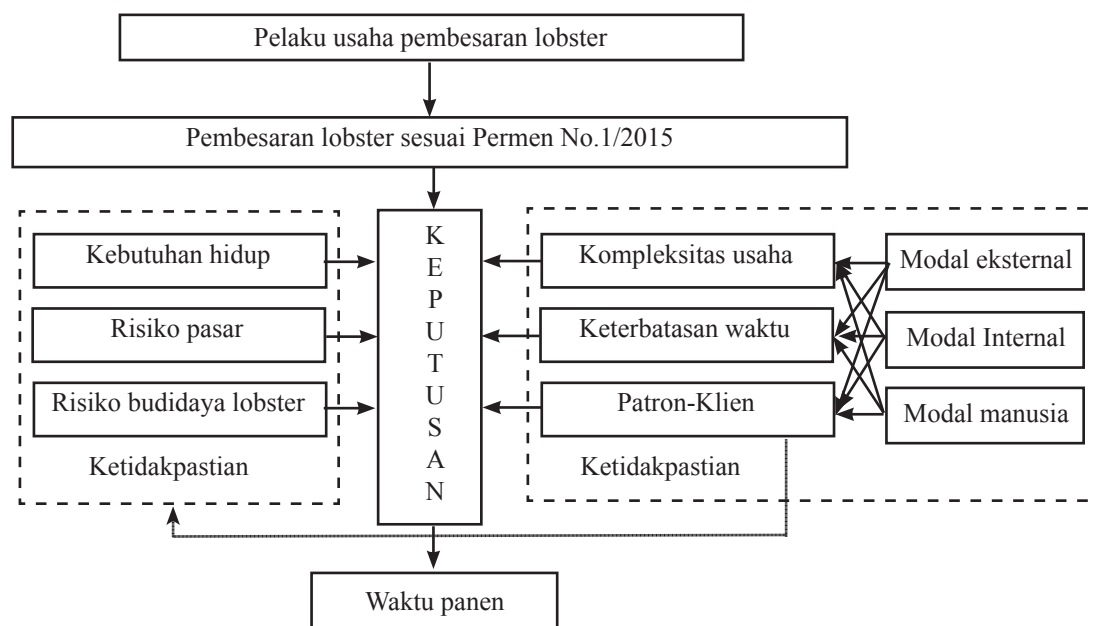 Pelaku usaha pembesaran lobster
Pembesaran lobster sesuai Permen No.1/2015
Kebutuhan hidup
Risiko pasar
Risiko budidaya lobster
Ketidakpastian
K
E
P
U
T
U
S
A
N
Kompleksitas usaha
Keterbatasan waktu
Patron-Klien
Ketidakpastian
Modal eksternal
Modal Internal
Modal manusia
Waktu panen